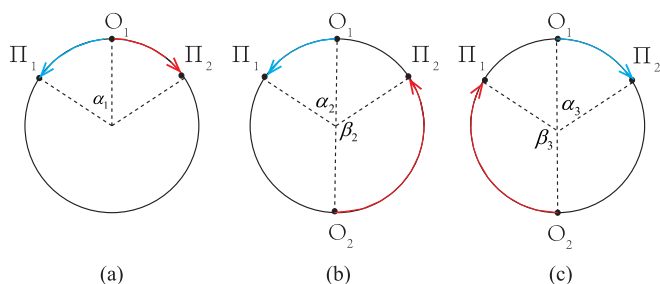 O₁ O₁ O₁
Π₁ Π₂ Π₁ Π₂ Π₁ Π₂
α₁ α₂ α₃
β₂ β₃
O₂ O₂
(a) (b) (c)